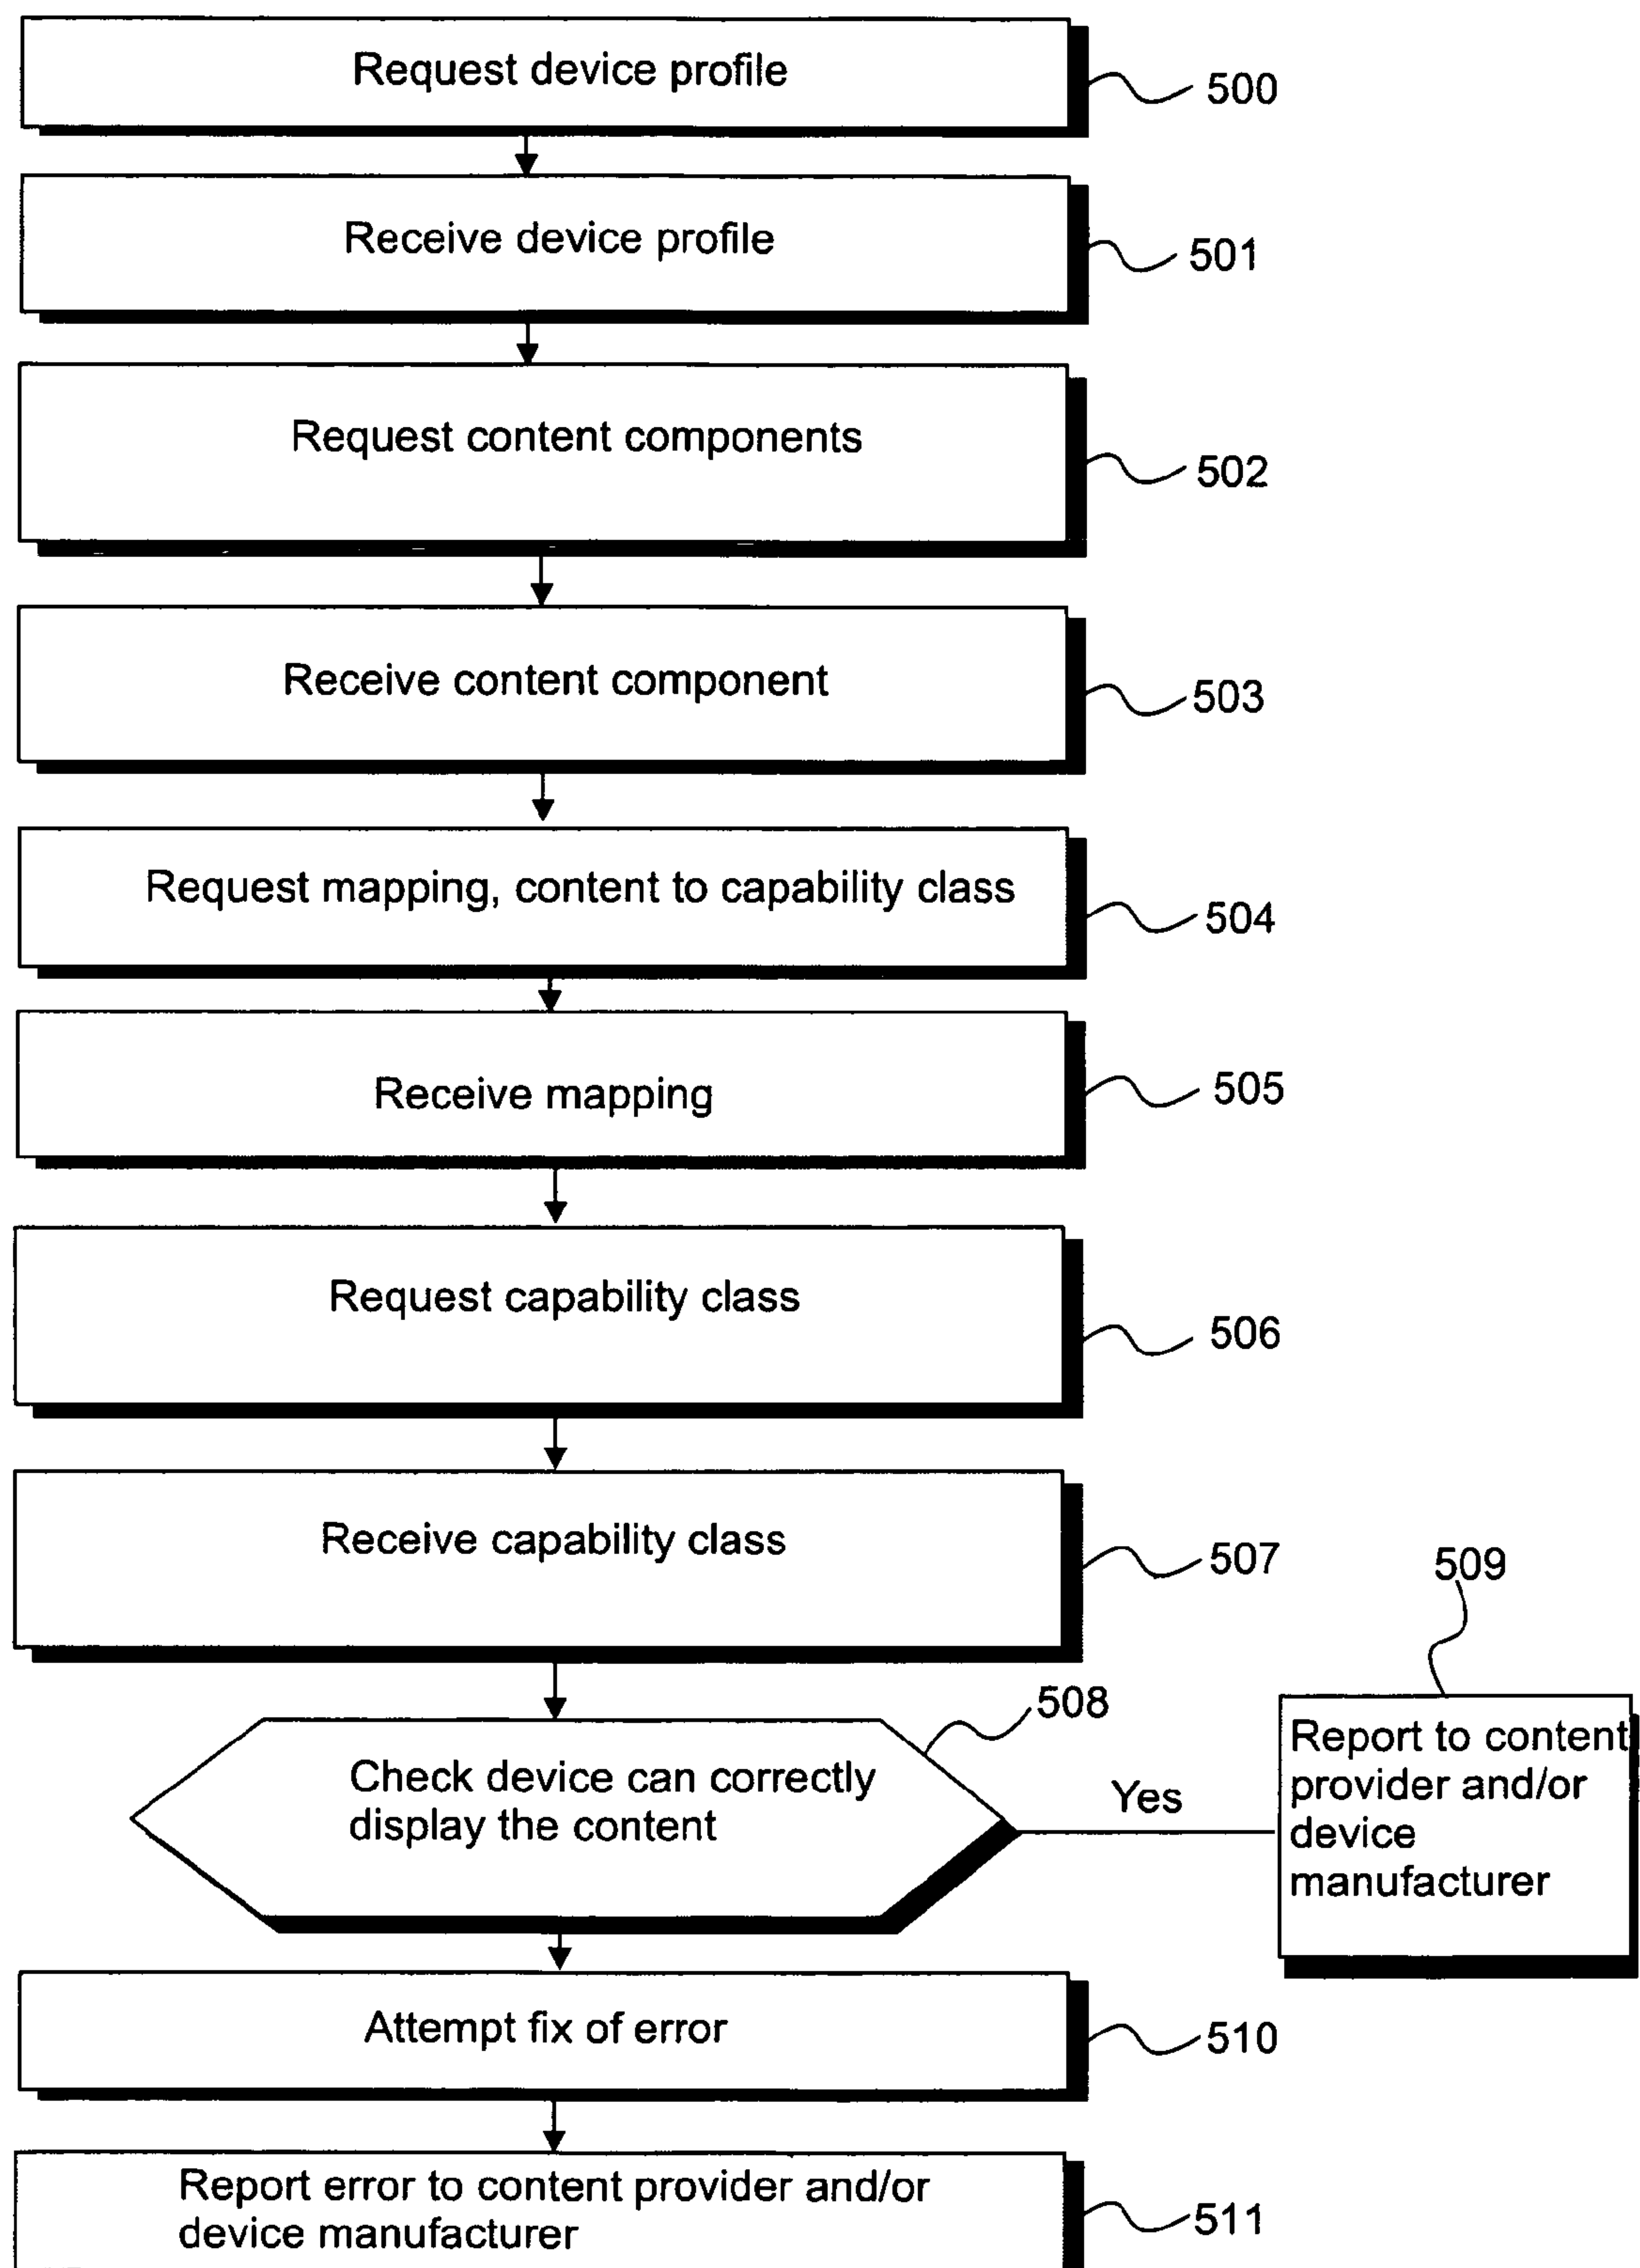 Request device profile
500
Receive device profile
501
Request content components
502
Receive content component
503
Request mapping, content to capability class
504
Receive mapping
505
Request capability class
506
Receive capability class
507
509
508
Check device can correctly
display the content
Yes
Report to content
provider and/or
device
manufacturer
Attempt fix of error
510
Report error to content provider and/or
device manufacturer
511